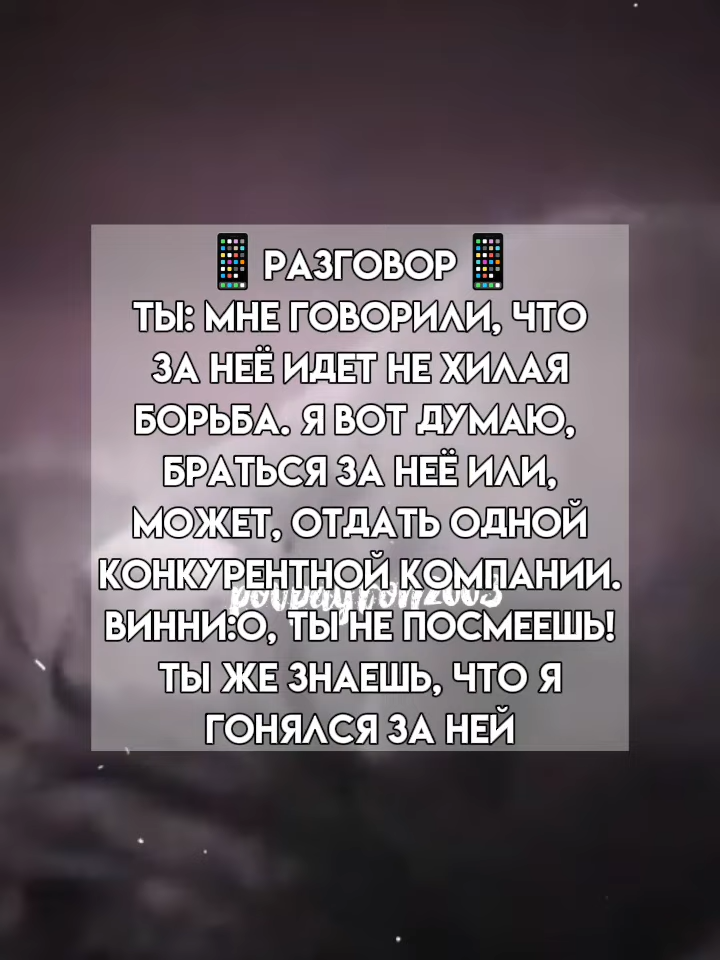 📱 РАЗГОВОР 📱
ТЫ: МНЕ ГОВОРИЛИ, ЧТО
ЗА НЕЁ ИДЕТ НЕ ХИЛАЯ
БОРЬБА. Я ВОТ ДУМАЮ,
БРАТЬСЯ ЗА НЕЁ ИЛИ,
МОЖЕТ, ОТДАТЬ ОДНОЙ
КОНКУРЕНТНОЙ КОМПАНИИ.
ВИННИ:О, ТЫ НЕ ПОСМЕЕШЬ!
ТЫ ЖЕ ЗНАЕШЬ, ЧТО Я
ГОНЯЛСЯ ЗА НЕЙ